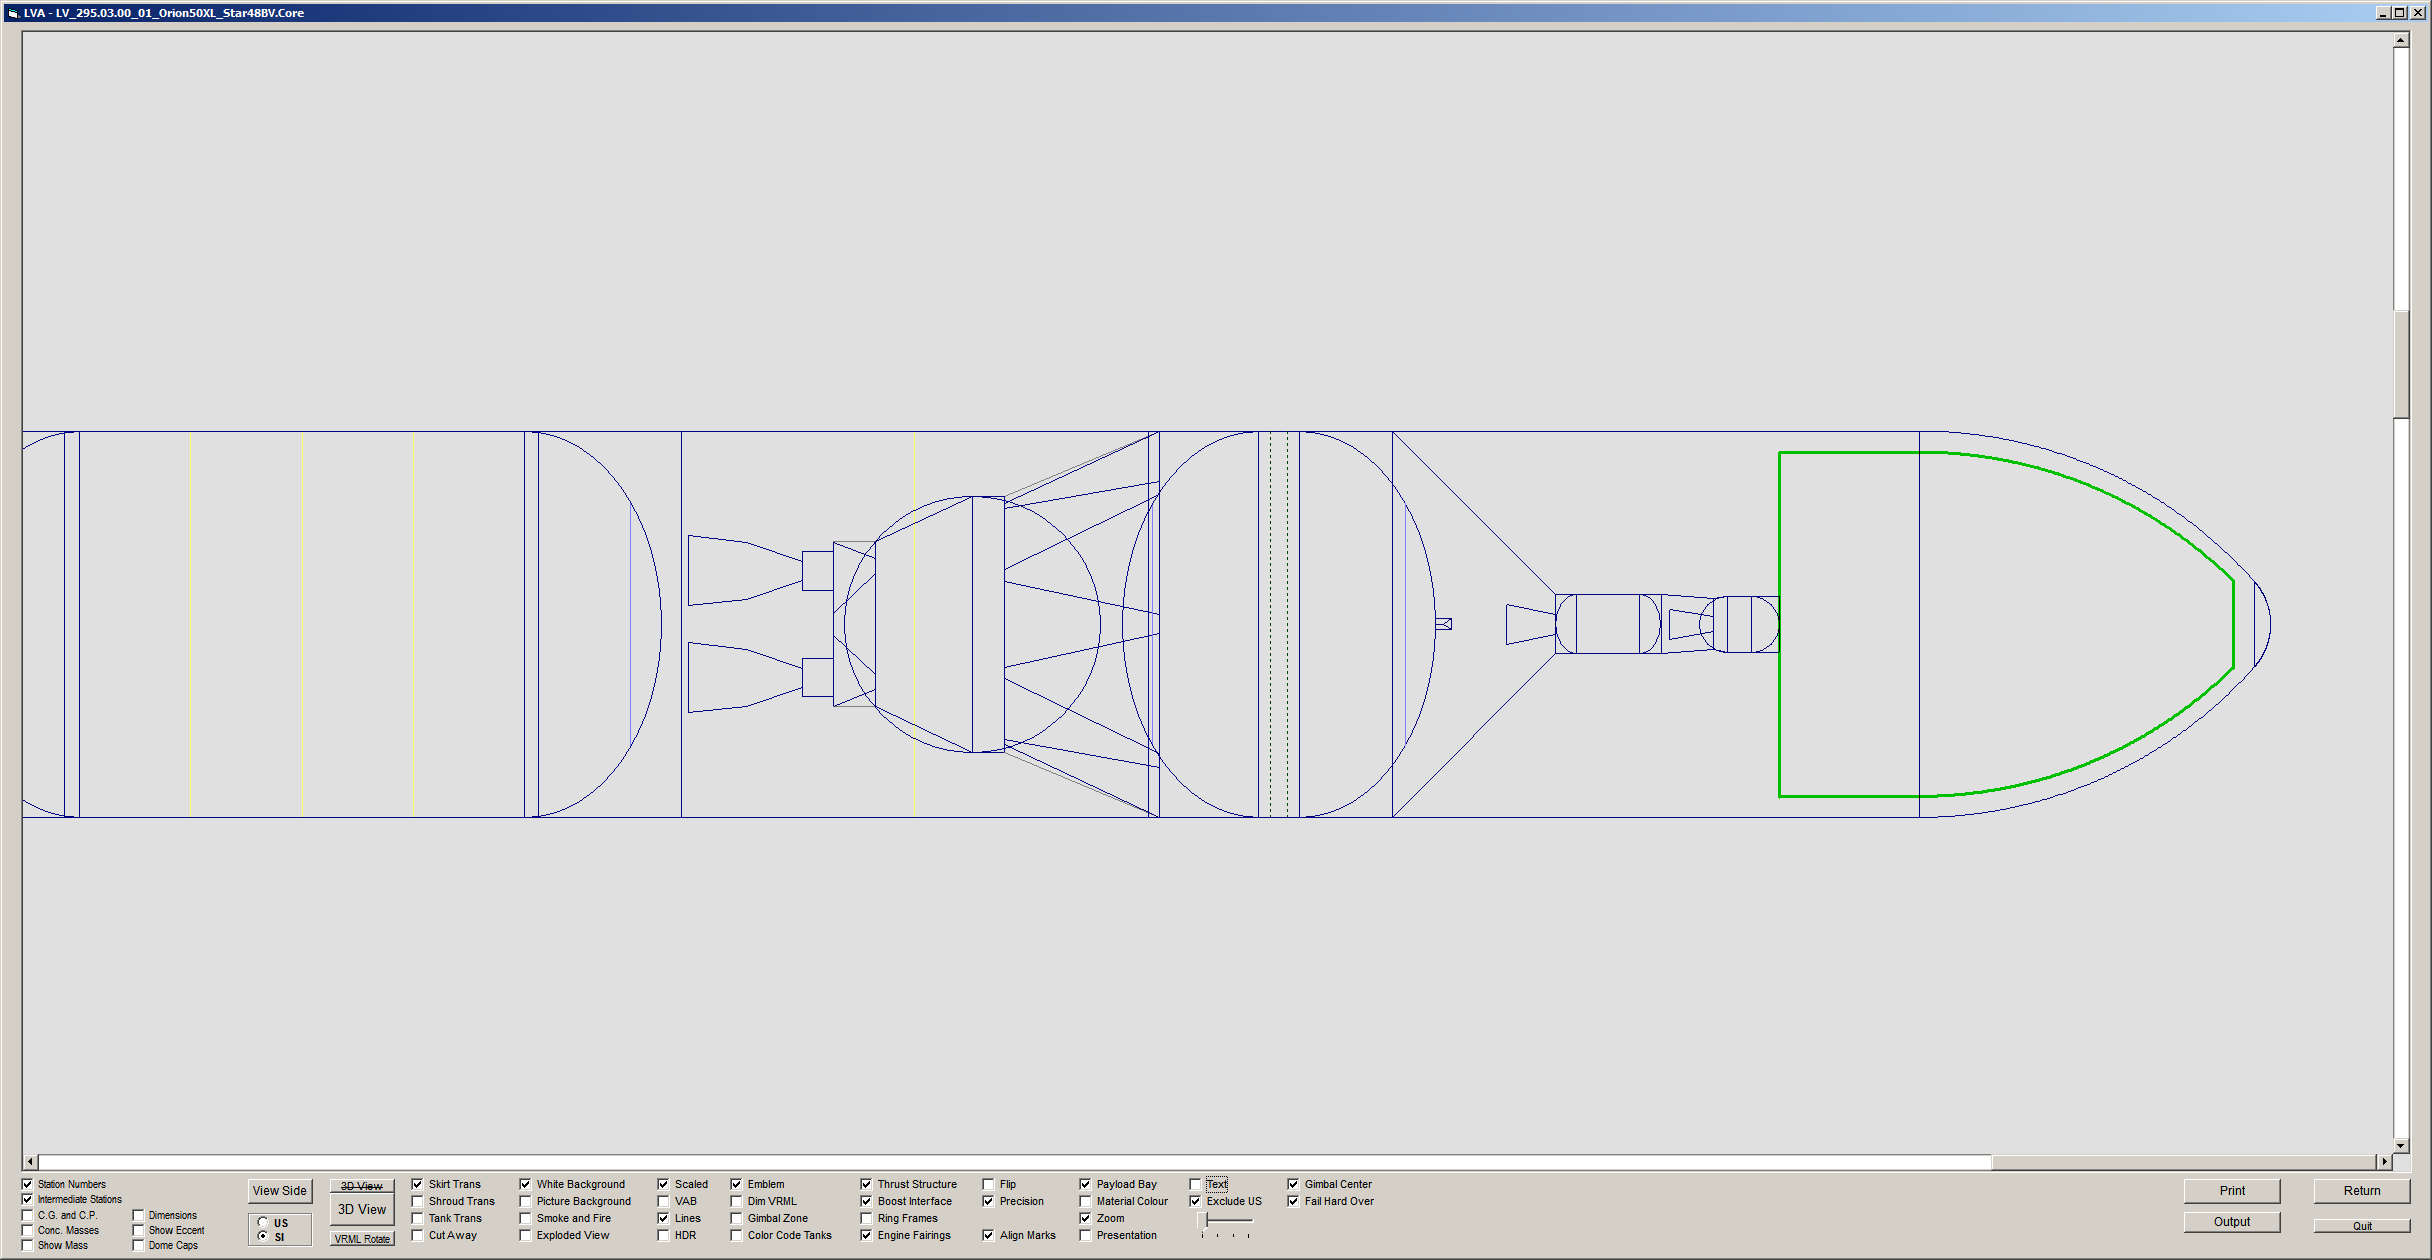 LVA - LV_295.03.00_01_Orion50XL_Star48BV.Core
Station Numbers
Intermediate Stations
C.G. and C.P.
Dimensions
Conc. Masses
Show Eccent
Show Mass
Dome Caps
View Side
US
SI
3D View
3D View
VRML Rotate
Skirt Trans
Shroud Trans
Tank Trans
Cut Away
White Background
Picture Background
Smoke and Fire
Exploded View
Scaled
VAB
Lines
HDR
Emblem
Dim VRML
Gimbal Zone
Color Code Tanks
Thrust Structure
Boost Interface
Ring Frames
Engine Fairings
Flip
Precision
Align Marks
Payload Bay
Material Colour
Zoom
Presentation
Text
Exclude US
Gimbal Center
Fail Hard Over
Print
Output
Return
Quit